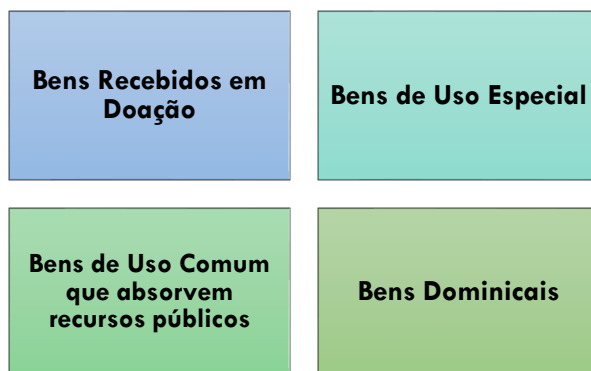 Bens Recebidos em
Doação
Bens de Uso Especial
Bens de Uso Comum
que absorvem
recursos públicos
Bens Dominicais